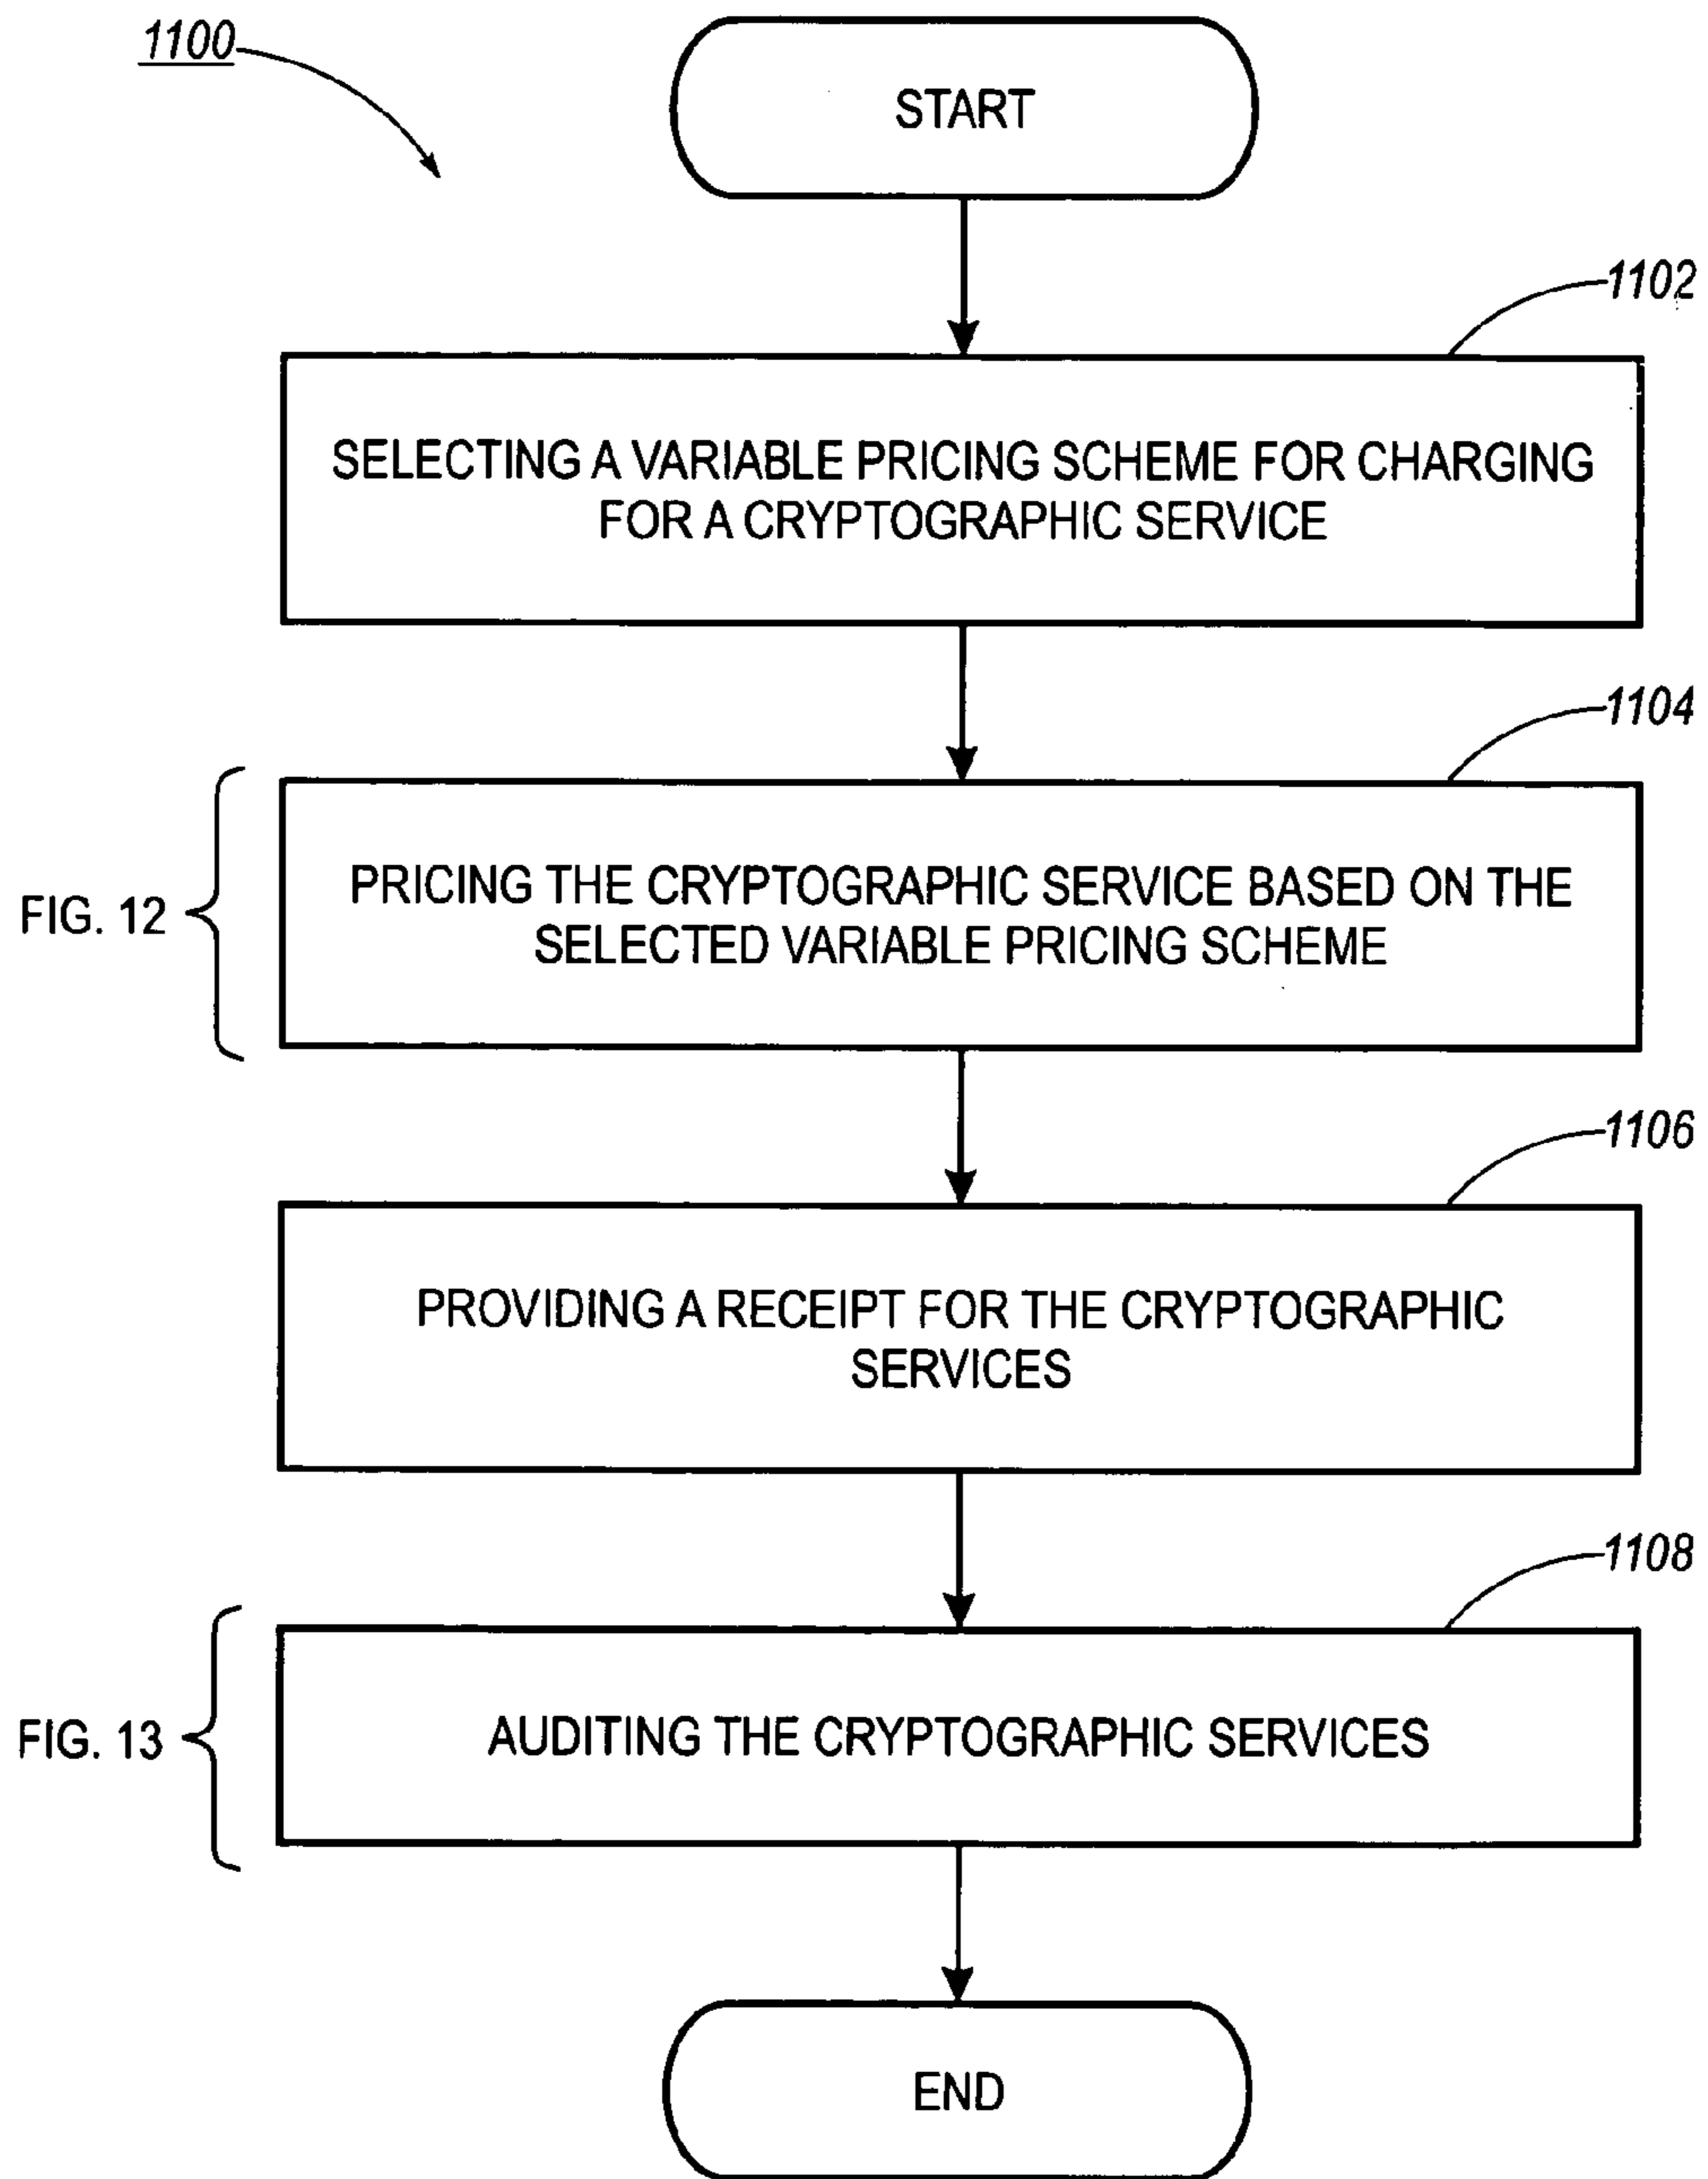 1100
START
1102
SELECTING A VARIABLE PRICING SCHEME FOR CHARGING
FOR A CRYPTOGRAPHIC SERVICE
1104
FIG. 12
PRICING THE CRYPTOGRAPHIC SERVICE BASED ON THE
SELECTED VARIABLE PRICING SCHEME
1106
PROVIDING A RECEIPT FOR THE CRYPTOGRAPHIC
SERVICES
1108
FIG. 13
AUDITING THE CRYPTOGRAPHIC SERVICES
END